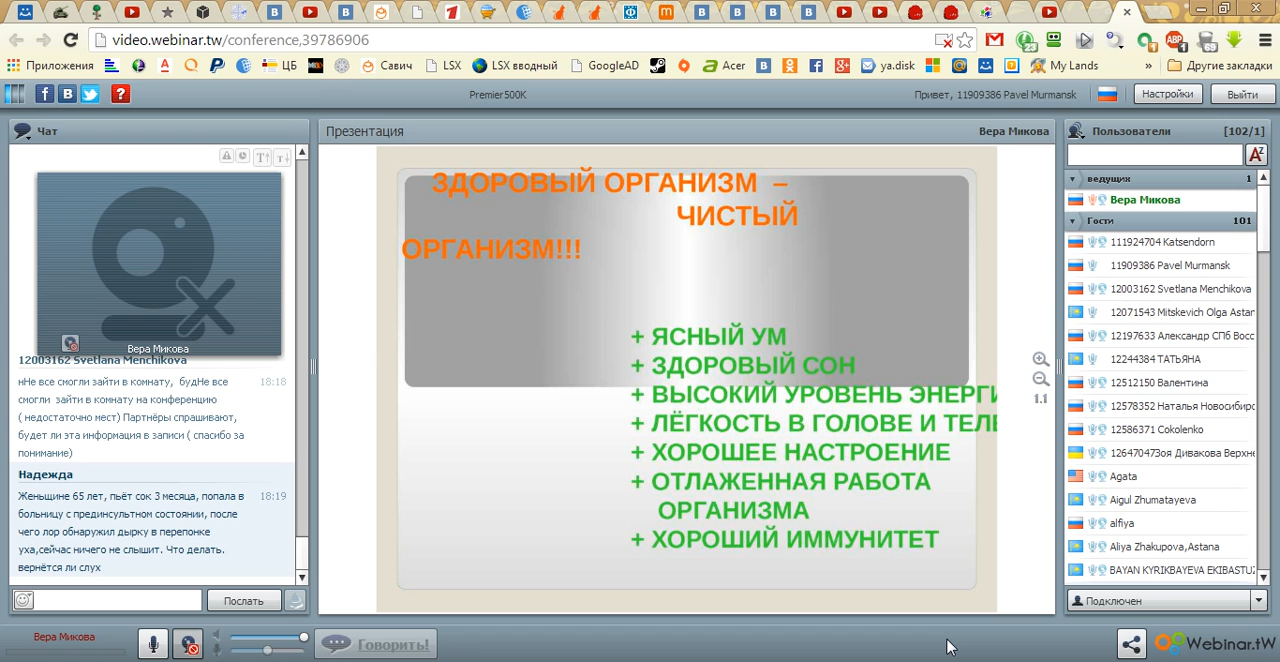 video.webinar.tw/conference,39786906
23
1
1
69
Приложения
ЦБ
Савич
LSX
LSX вводный
GoogleAD
Acer
ya.disk
My Lands
»
Другие закладки
Premier500K
Привет, 11909386 Pavel Murmansk
Настройки
Выйти
Чат
Вера Микова
12003162 Svetlana Menchikova
нНе все смогли зайти в комнату, будНе все 18:18
смогли зайти в комнату на конференцию
( недостаточно мест) Партнёры спрашивают,
будет ли эта информация в записи ( спасибо за
понимание)
Надежда
Женьщине 65 лет, пьёт сок 3 месяца, попала в 18:19
больницу с прединсультном состоянии, после
чего лор обнаружил дырку в перепонке
уха,сейчас ничего не слышит. Что делать.
вернётся ли слух
Послать
Презентация
Вера Микова
ЗДОРОВЫЙ ОРГАНИЗМ –
ЧИСТЫЙ
ОРГАНИЗМ!!!
+ ЯСНЫЙ УМ
+ ЗДОРОВЫЙ СОН
+ ВЫСОКИЙ УРОВЕНЬ ЭНЕРГИ
+ ЛЁГКОСТЬ В ГОЛОВЕ И ТЕЛЕ
+ ХОРОШЕЕ НАСТРОЕНИЕ
+ ОТЛАЖЕННАЯ РАБОТА
ОРГАНИЗМА
+ ХОРОШИЙ ИММУНИТЕТ
1.1
Пользователи [102/1]
ведущих 1
Вера Микова
Гости 101
111924704 Katsendorn
11909386 Pavel Murmansk
12003162 Svetlana Menchikova
12071543 Mitskevich Olga Astan
12197633 Александр СПб Восс
12244384 ТАТЬЯНА
12512150 Валентина
12578352 Наталья Новосибирс
12586371 Cokolenko
126470473оя Дивакова Верхне
Agata
Aigul Zhumatayeva
alfiya
Aliya Zhakupova,Astana
BAYAN KYRIKBAYEVA EKIBASTUZ
Подключен
Вера Микова
Говорить!
Webinar.tW